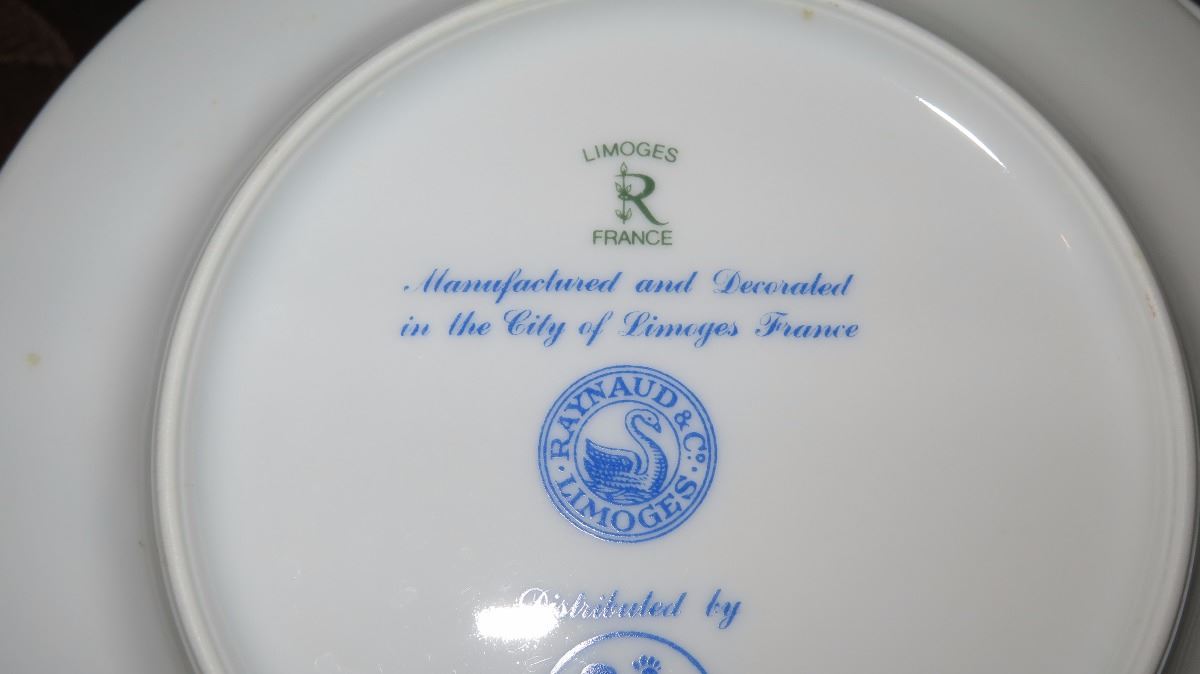 LIMOGES
R
FRANCE
Manufactured and Decorated
in the City of Limoges France
RAYNAUD & Cº.
LIMOGES
Distributed by